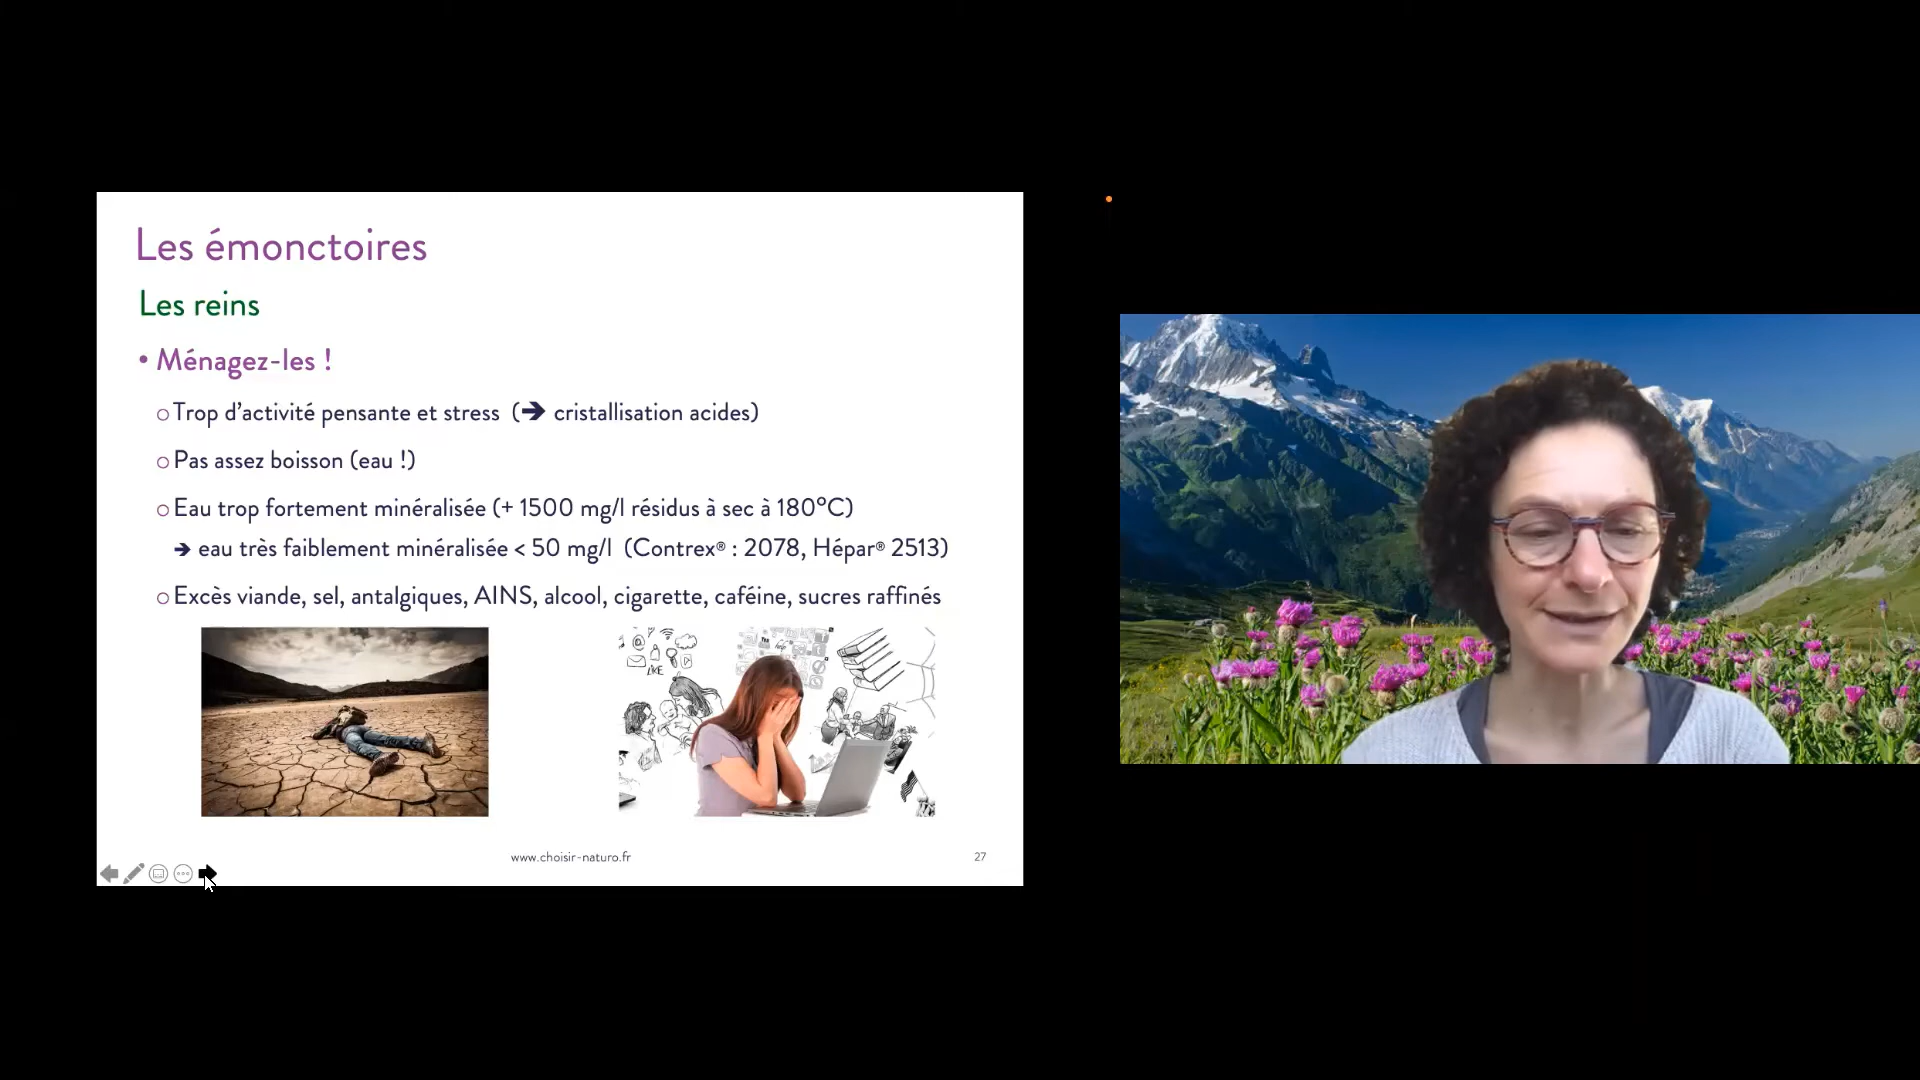 Les émonctoires
Les reins
• Ménagez-les !
o Trop d'activité pensante et stress (➔ cristallisation acides)
o Pas assez boisson (eau !)
o Eau trop fortement minéralisée (+ 1500 mg/l résidus à sec à 180°C)
➔ eau très faiblement minéralisée < 50 mg/l (Contrex® : 2078, Hépar® 2513)
o Excès viande, sel, antalgiques, AINS, alcool, cigarette, caféine, sucres raffinés
LIKE
www.choisir-naturo.fr
27